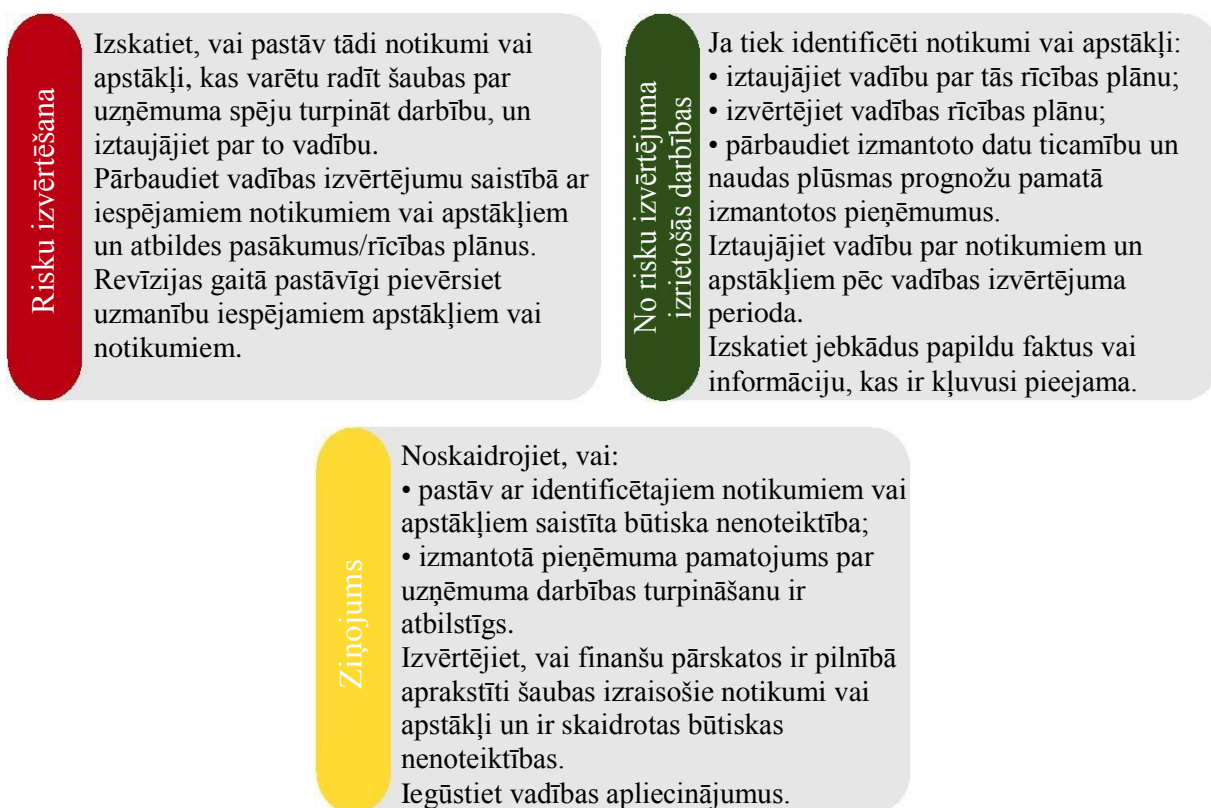 Risku izvērtēšana
Izskatiet, vai pastāv tādi notikumi vai
apstākļi, kas varētu radīt šaubas par
uzņēmuma spēju turpināt darbību, un
iztaujājiet par to vadību.
Pārbaudiet vadības izvērtējumu saistībā ar
iespējamiem notikumiem vai apstākļiem
un atbildes pasākumus/rīcības plānus.
Revīzijas gaitā pastāvīgi pievērsiet
uzmanību iespējamiem apstākļiem vai
notikumiem.
No risku izvērtējuma
izrietošās darbības
Ja tiek identificēti notikumi vai apstākļi:
• iztaujājiet vadību par tās rīcības plānu;
• izvērtējiet vadības rīcības plānu;
• pārbaudiet izmantoto datu ticamību un
naudas plūsmas prognožu pamatā
izmantotos pieņēmumus.
Iztaujājiet vadību par notikumiem un
apstākļiem pēc vadības izvērtējuma
perioda.
Izskatiet jebkādus papildu faktus vai
informāciju, kas ir kļuvusi pieejama.
Ziņojums
Noskaidrojiet, vai:
• pastāv ar identificētajiem notikumiem vai
apstākļiem saistīta būtiska nenoteiktība;
• izmantotā pieņēmuma pamatojums par
uzņēmuma darbības turpināšanu ir
atbilstīgs.
Izvērtējiet, vai finanšu pārskatos ir pilnībā
aprakstīti šaubas izraisošie notikumi vai
apstākļi un ir skaidrotas būtiskas
nenoteiktības.
Iegūstiet vadības apliecinājumus.